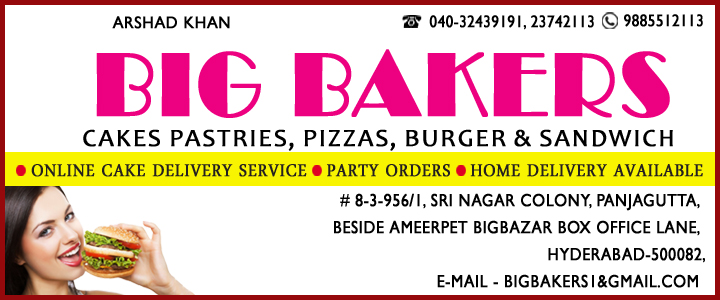 ARSHAD KHAN
040-32439191, 23742113 9885512113
BIG BAKERS
CAKES PASTRIES, PIZZAS, BURGER & SANDWICH
• ONLINE CAKE DELIVERY SERVICE • PARTY ORDERS • HOME DELIVERY AVAILABLE
# 8-3-956/1, SRI NAGAR COLONY, PANJAGUTTA,
BESIDE AMEERPET BIGBAZAR BOX OFFICE LANE,
HYDERABAD-500082,
E-MAIL - BIGBAKERS1&GMAIL.COM